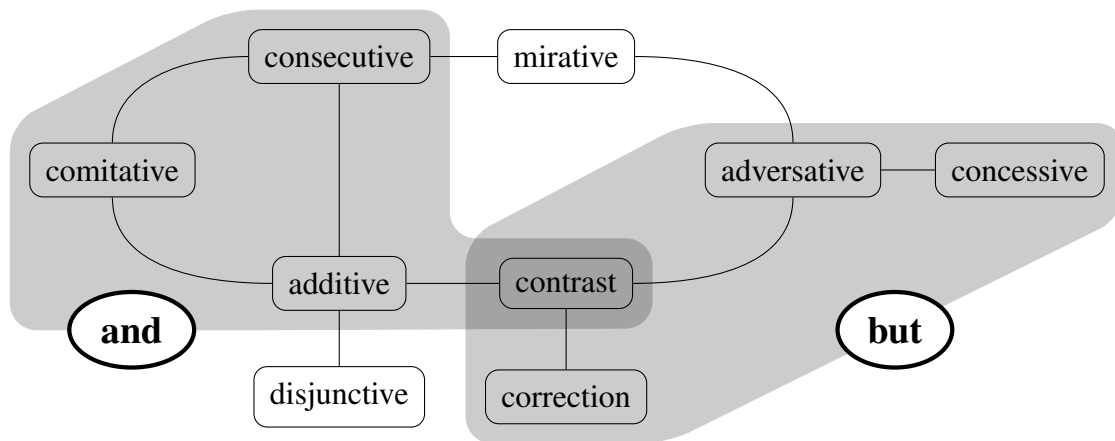 consecutive
mirative
comitative
adversative
concessive
additive
contrast
and
but
disjunctive
correction